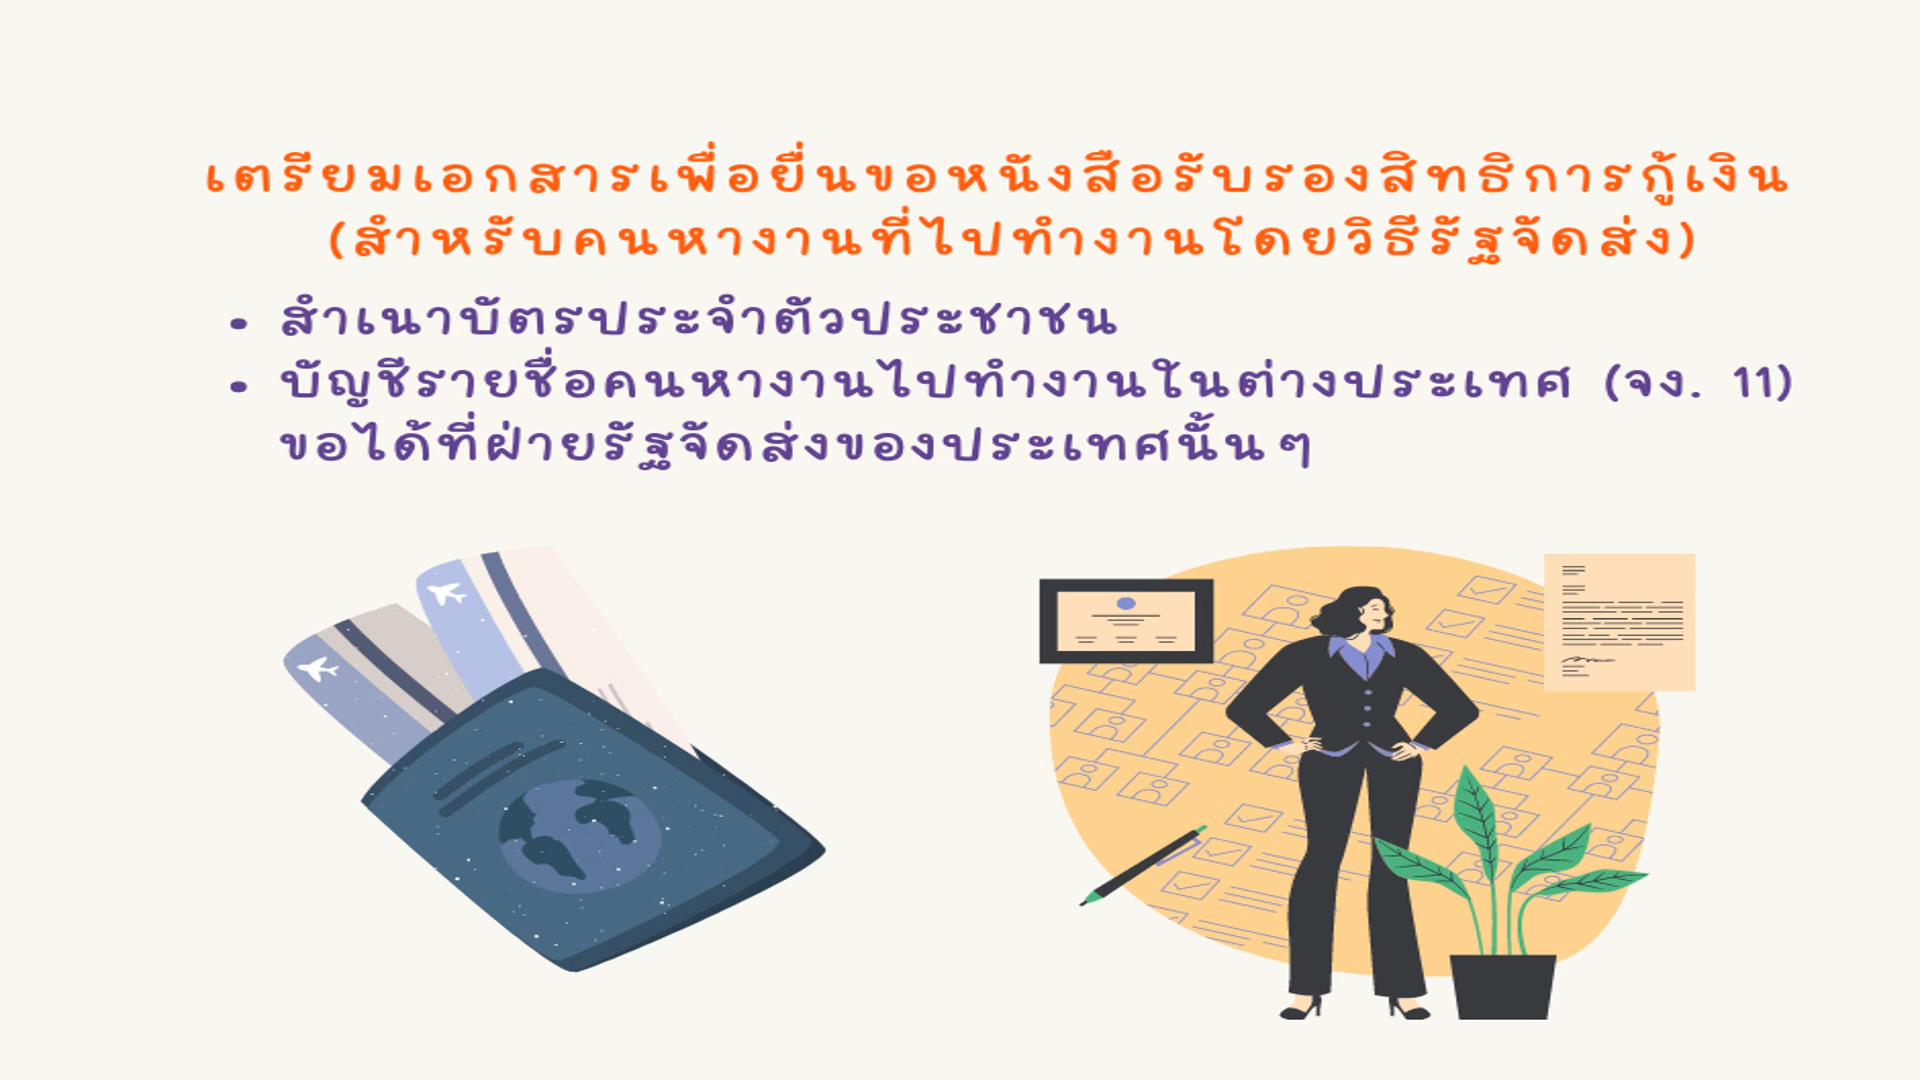 เตรียมเอกสารเพื่อยื่นขอหนังสือรับรองสิทธิการกู้เงิน
(สำหรับคนหางานที่ไปทำงานโดยวิธีรัฐจัดส่ง)
• สำเนาบัตรประจำตัวประชาชน
• บัญชีรายชื่อคนหางานไปทำงานในต่างประเทศ (จง. 11)
ขอได้ที่ฝ่ายรัฐจัดส่งของประเทศนั้นๆ